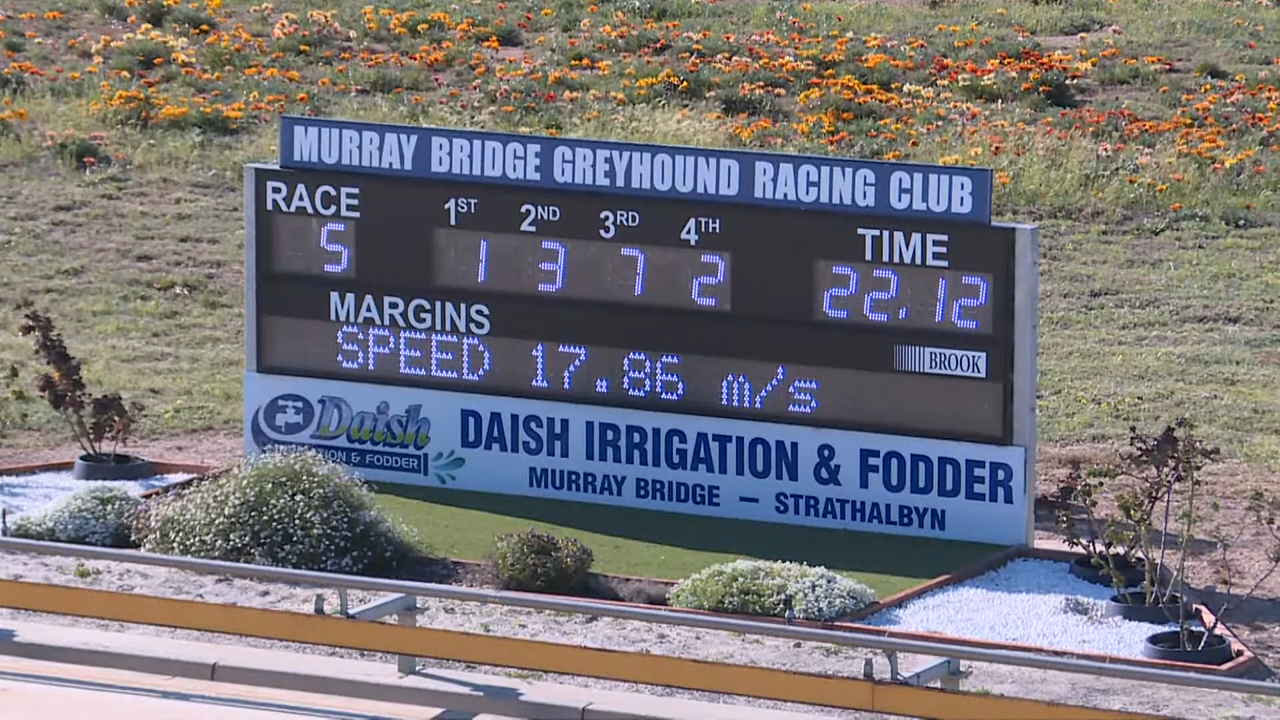 MURRAY BRIDGE GREYHOUND RACING CLUB
RACE 1ST 2ND 3RD 4TH TIME
5 1 3 7 2 22.12
MARGINS
BROOK
SPEED 17.86 m/s
Daish
& FODDER
DAISH IRRIGATION & FODDER
MURRAY BRIDGE – STRATHALBYN